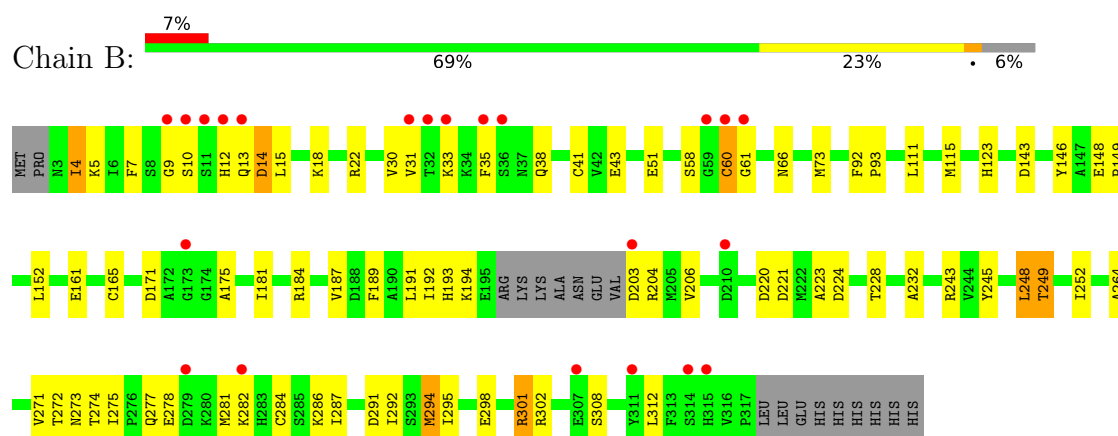 7%
Chain B:
69% 23% • 6%
MET PRO N3 I4 K5 I6 F7 S8 G9 S10 S11 H12 Q13 D14 L15 K18 R22 V30 V31 T32 K33 K34 F35 S36 N37 Q38 C41 V42 E43 E51 S58 G59 C60 G61 N66 M73 F92 P93 L111 M115 H123 D143 Y146 A147 E148
L152 E161 C165 D171 A172 G173 G174 A175 I181 R184 V187 D188 F189 A190 L191 I192 H193 K194 E195 ARG LYS LYS ALA ASN GLU VAL D203 R204 M205 V206 D210 D220 D221 M222 A223 D224 T228 A232 R243 V244 Y245 L248 T249 I252
V271 T272 N273 T274 I275 P276 Q277 E278 D279 K280 M281 K282 H283 C284 S285 K286 I287 D291 I292 S293 M294 I295 E298 R301 R302 E307 S308 Y311 L312 F313 S314 H315 V316 P317 LEU LEU GLU HIS HIS HIS HIS HIS HIS